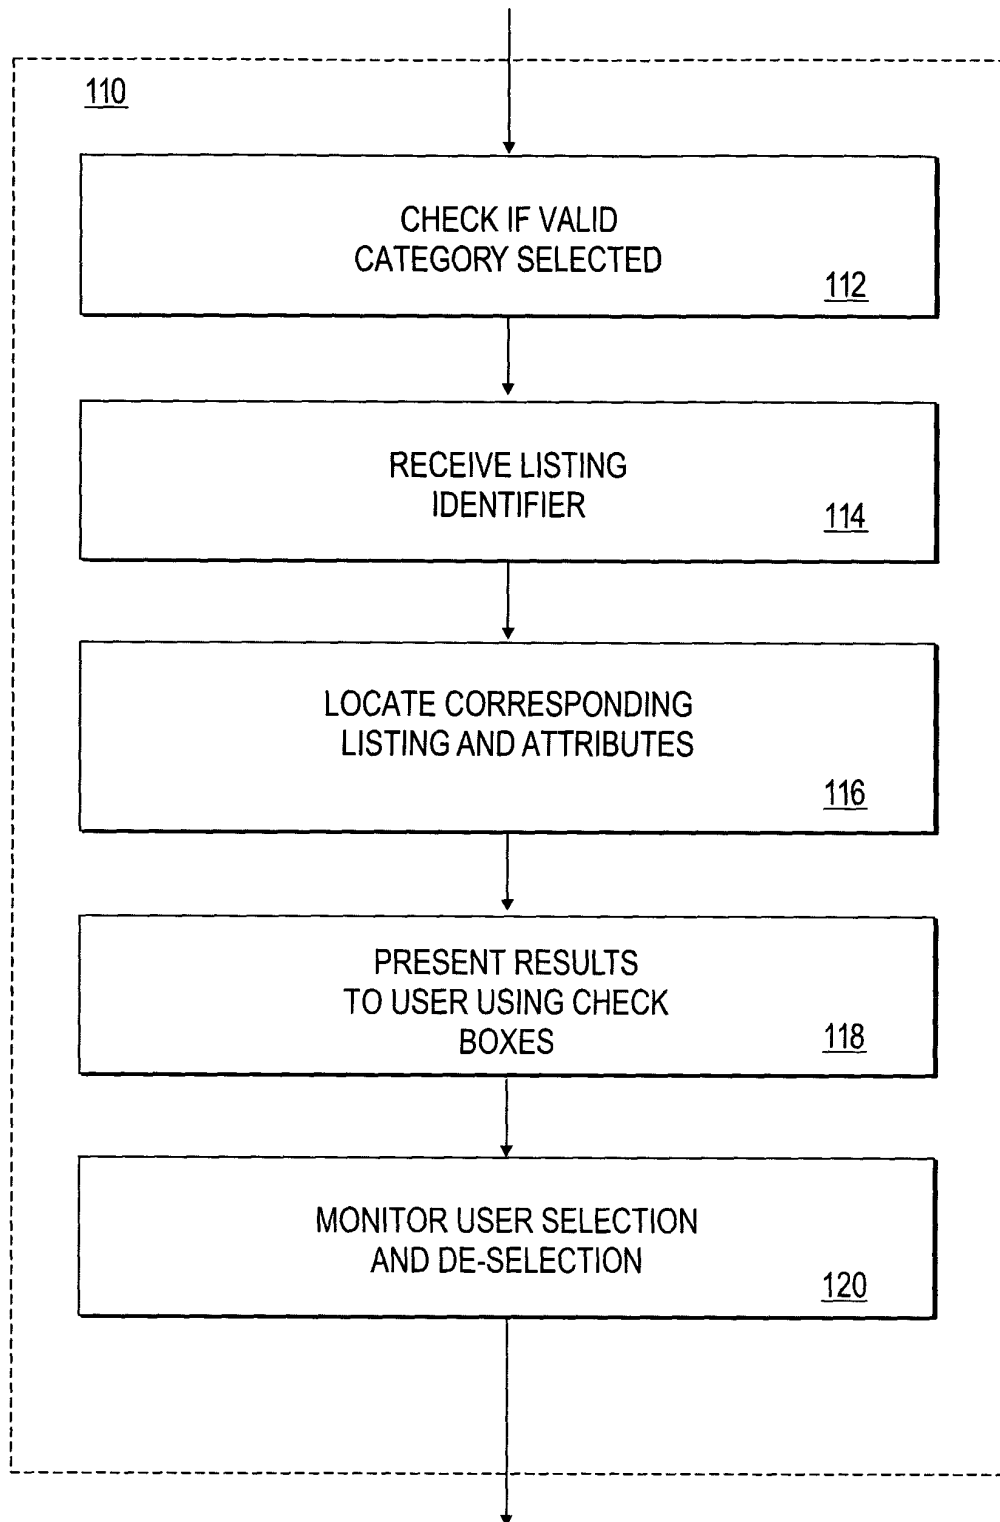 110
CHECK IF VALID
CATEGORY SELECTED
112
RECEIVE LISTING
IDENTIFIER
114
LOCATE CORRESPONDING
LISTING AND ATTRIBUTES
116
PRESENT RESULTS
TO USER USING CHECK
BOXES
118
MONITOR USER SELECTION
AND DE-SELECTION
120